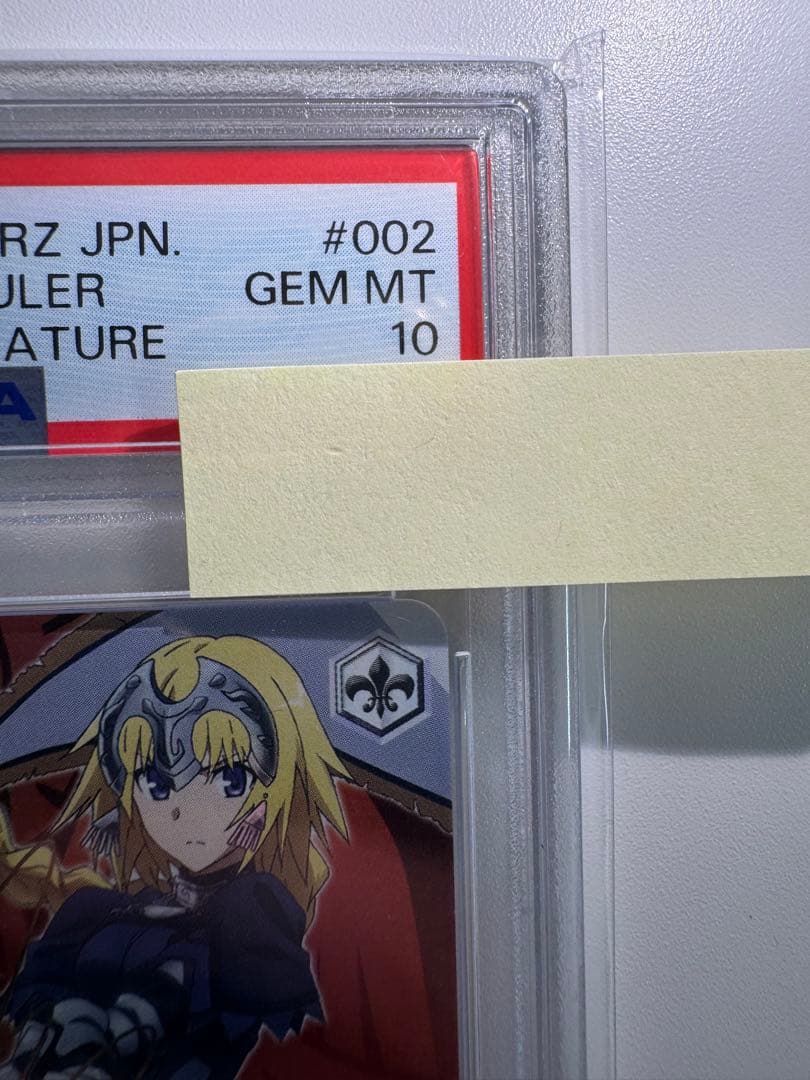 RZ JPN. #002
ULER GEM MT
ATURE 10
A